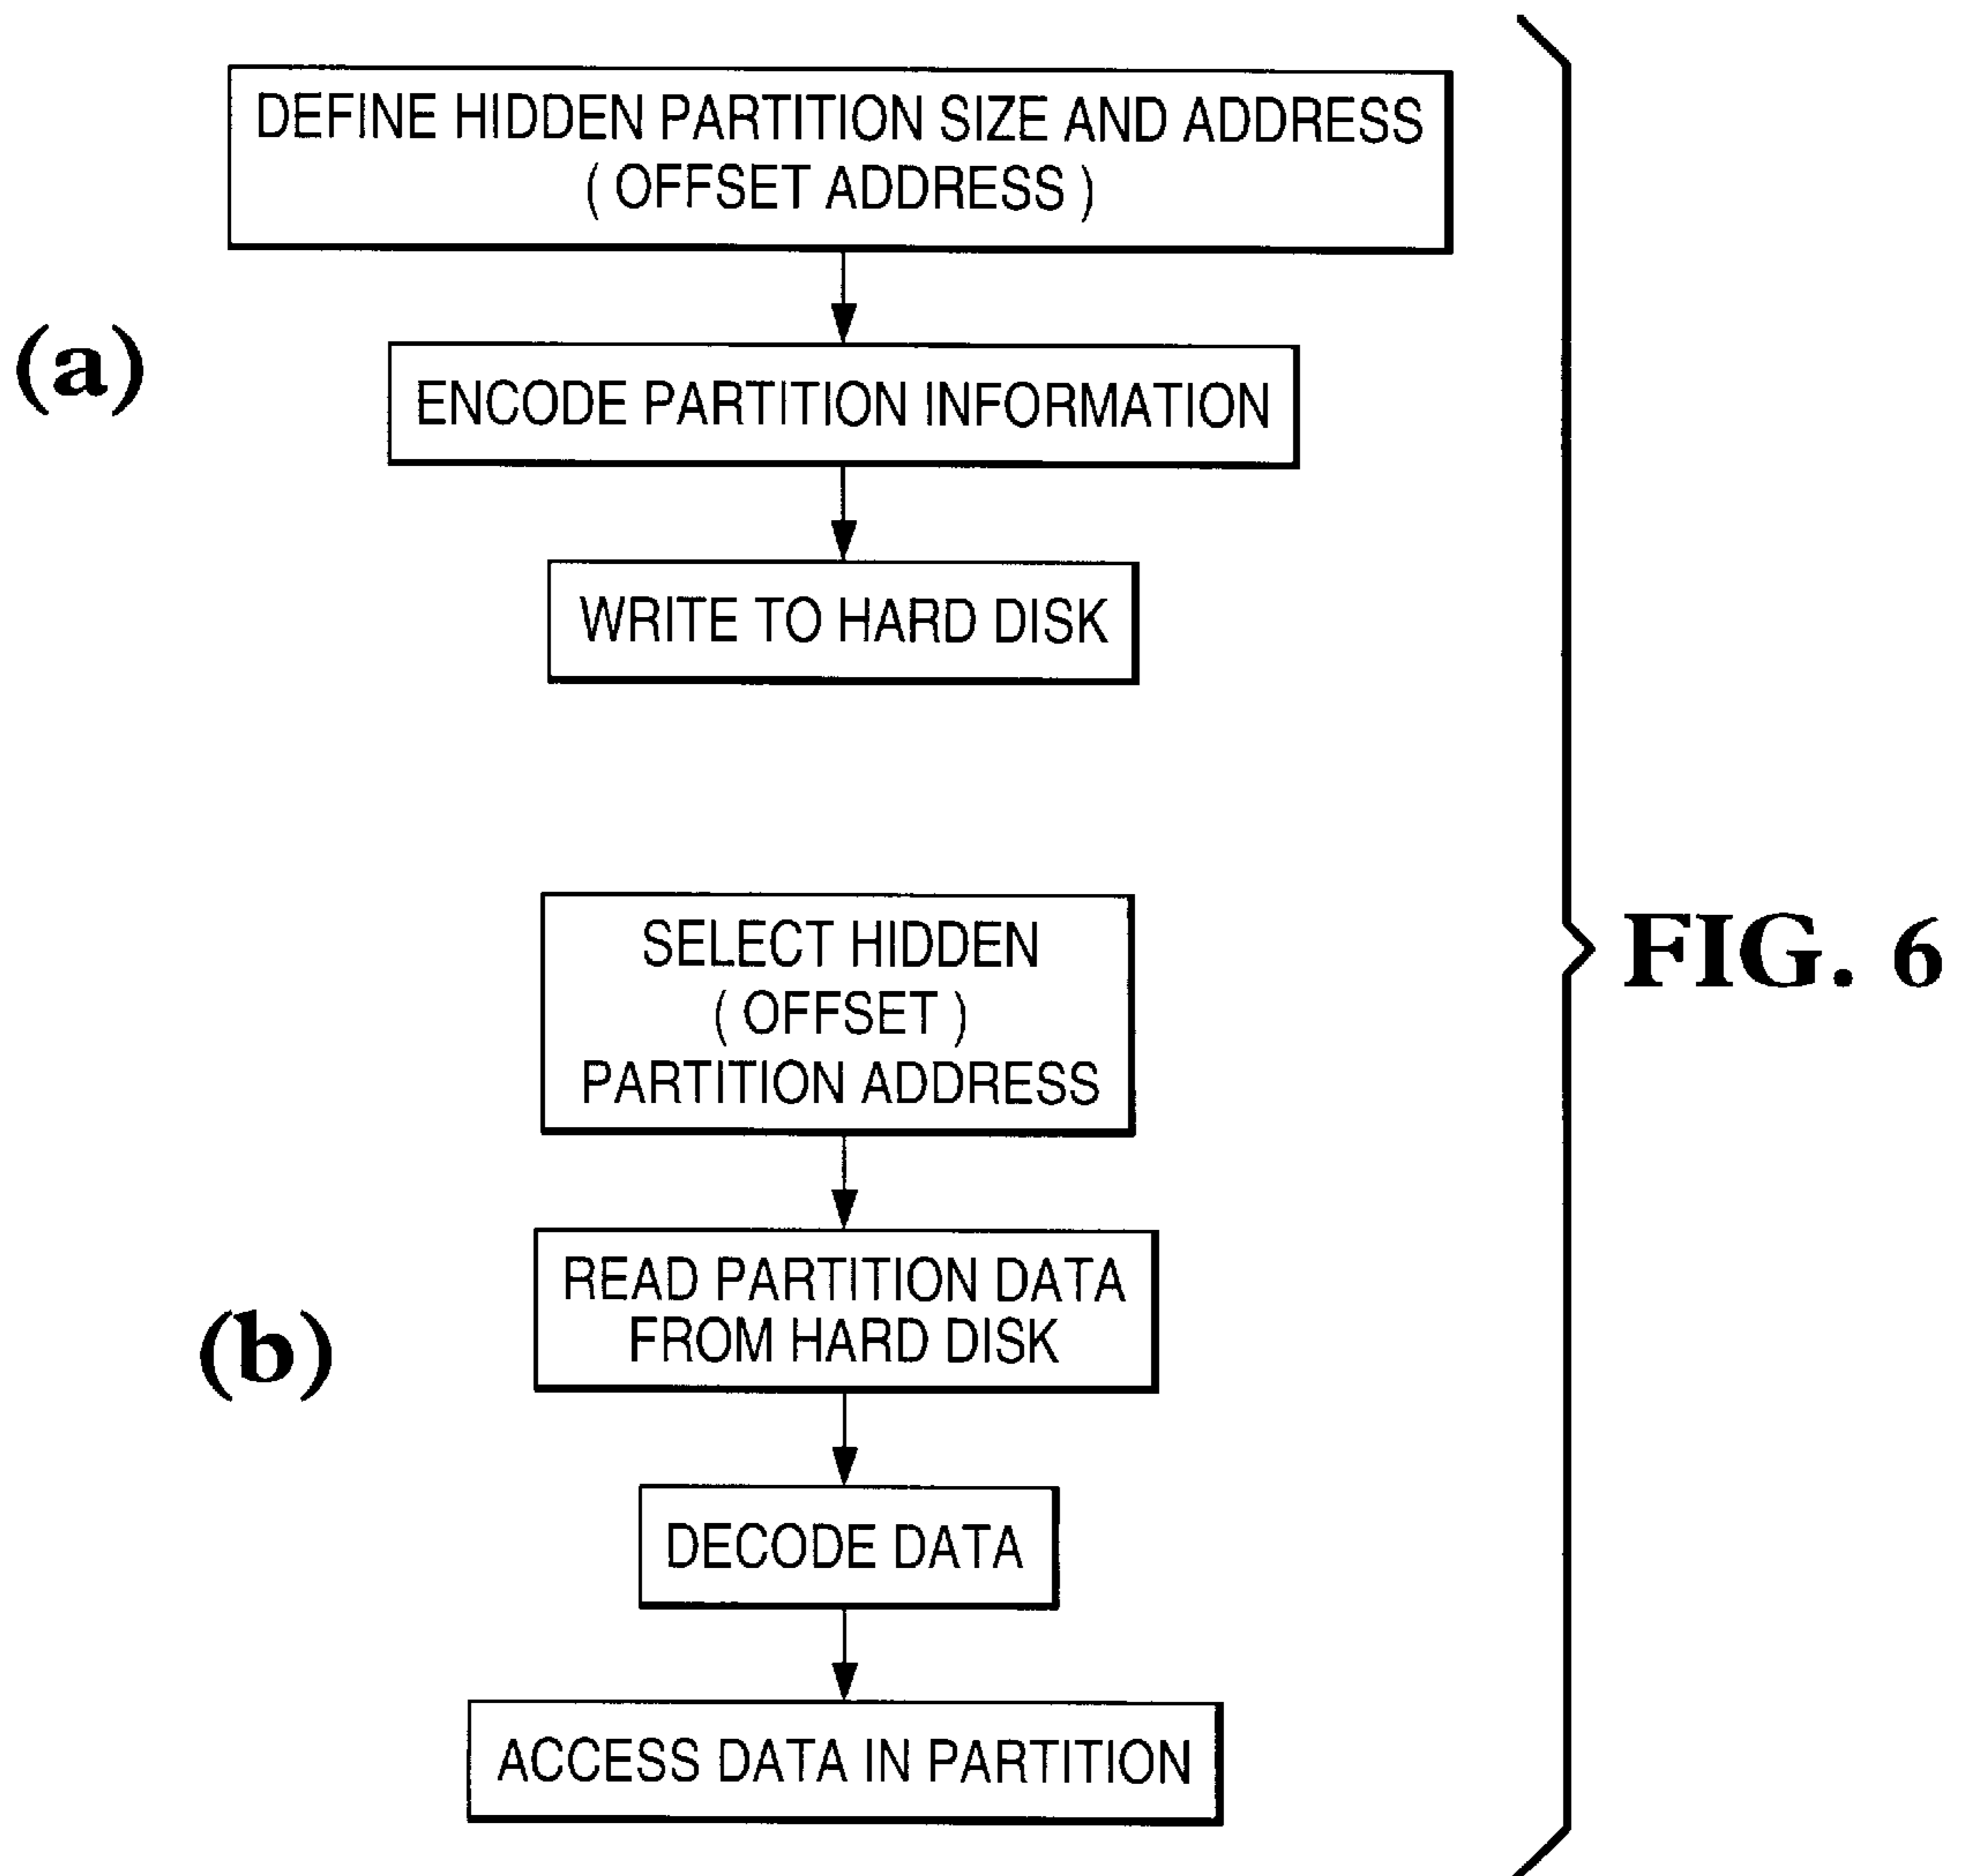 DEFINE HIDDEN PARTITION SIZE AND ADDRESS
( OFFSET ADDRESS )
(a)
ENCODE PARTITION INFORMATION
WRITE TO HARD DISK
SELECT HIDDEN
( OFFSET )
PARTITION ADDRESS
FIG. 6
READ PARTITION DATA
FROM HARD DISK
(b)
DECODE DATA
ACCESS DATA IN PARTITION